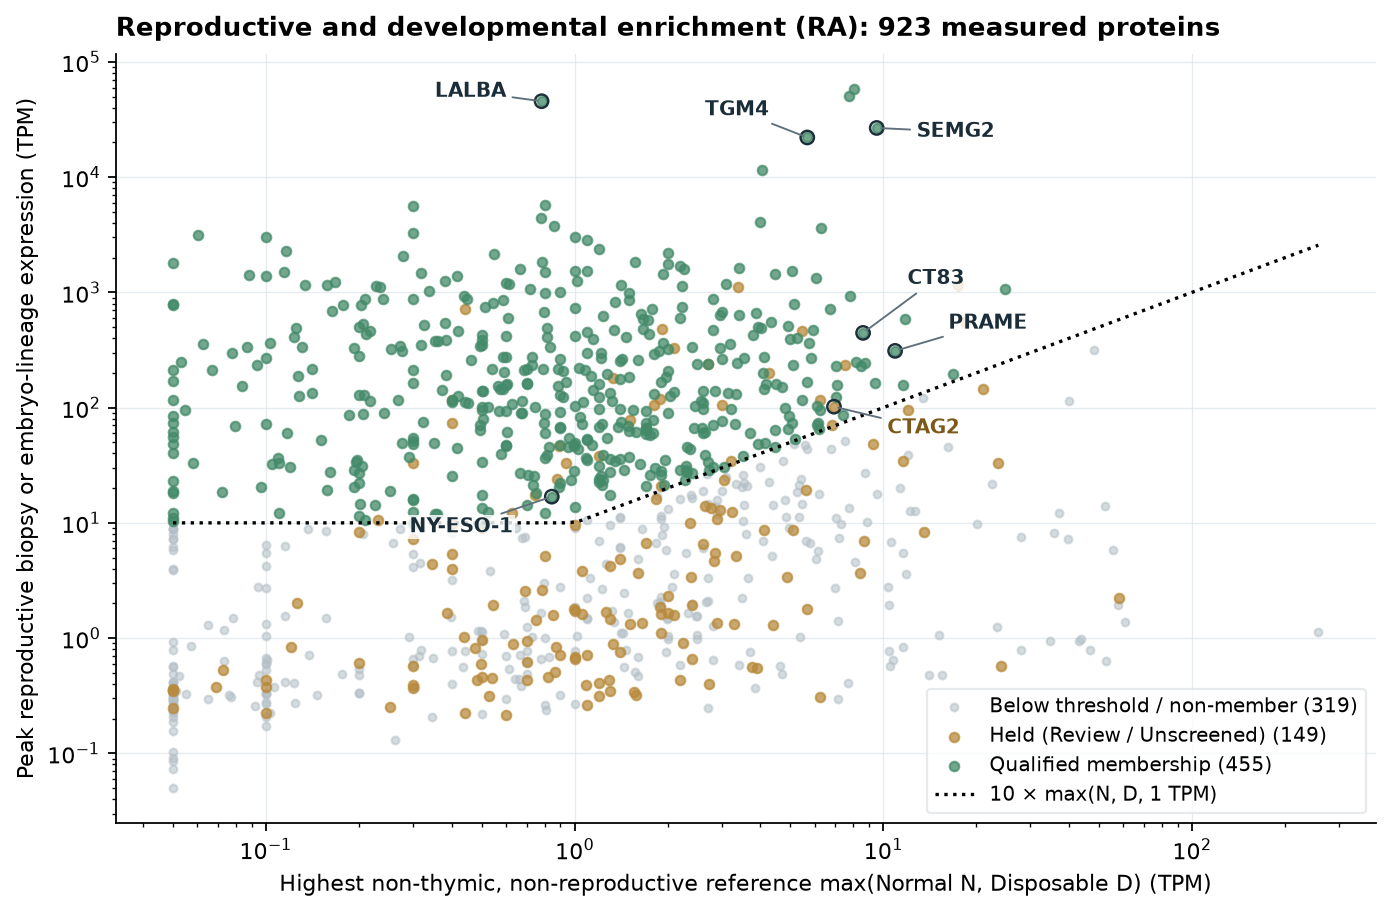 Reproductive and developmental enrichment (RA): 923 measured proteins
Peak reproductive biopsy or embryo-lineage expression (TPM)
10^5
10^4
10^3
10^2
10^1
10^0
10^−1
LALBA
TGM4
SEMG2
CT83
PRAME
CTAG2
NY-ESO-1
Below threshold / non-member (319)
Held (Review / Unscreened) (149)
Qualified membership (455)
10 × max(N, D, 1 TPM)
10^−1
10^0
10^1
10^2
Highest non-thymic, non-reproductive reference max(Normal N, Disposable D) (TPM)